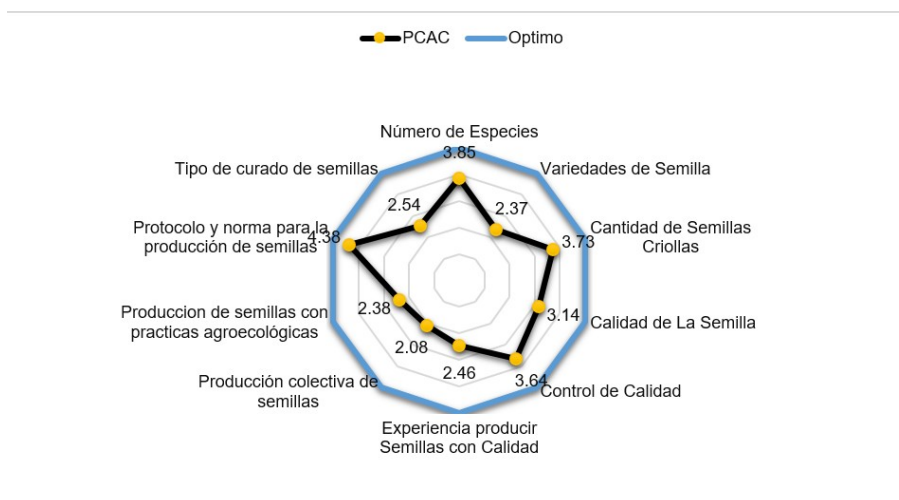 PCAC
Optimo
Número de Especies
3.85
Tipo de curado de semillas
Variedades de Semilla
2.54
2.37
Protocolo y norma para la
producción de semillas
4.38
Cantidad de Semillas
Criollas
3.73
Produccion de semillas con
practicas agroecológicas
2.38
3.14
Calidad de La Semilla
2.08
2.46
3.64
Producción colectiva de
semillas
Control de Calidad
Experiencia producir
Semillas con Calidad